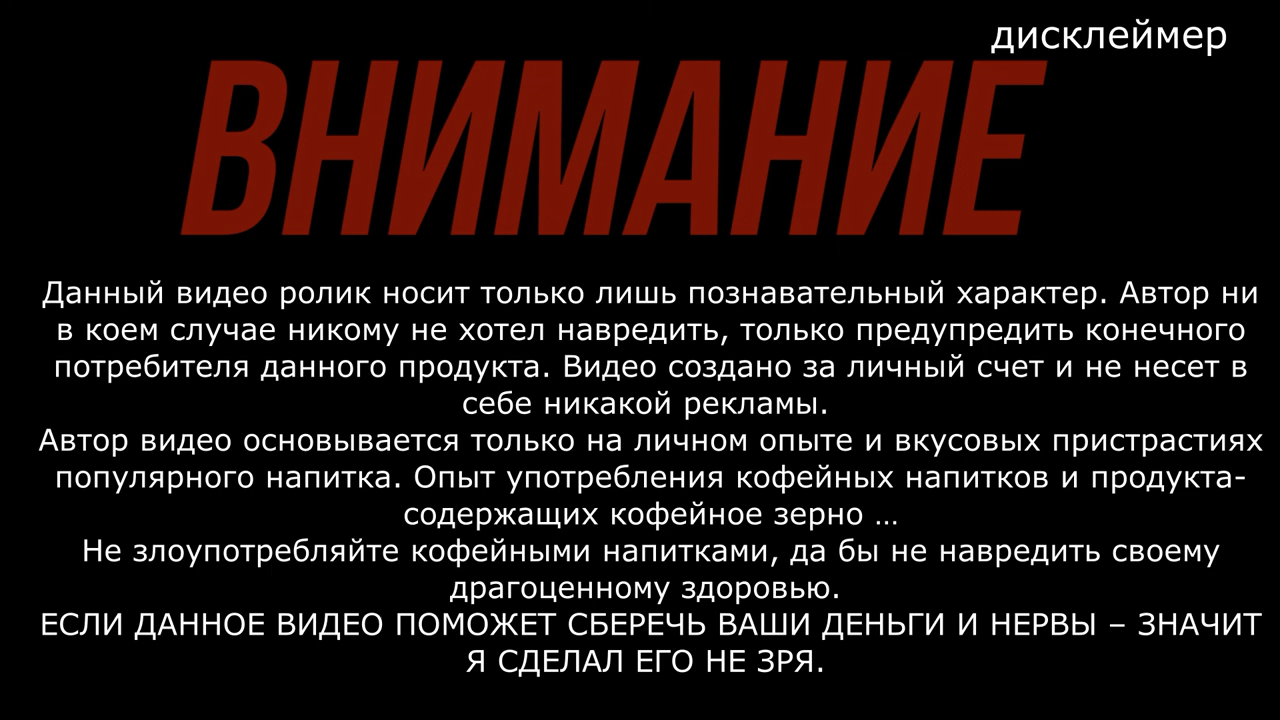 дисклеймер
ВНИМАНИЕ
Данный видео ролик носит только лишь познавательный характер. Автор ни
в коем случае никому не хотел навредить, только предупредить конечного
потребителя данного продукта. Видео создано за личный счет и не несет в
себе никакой рекламы.
Автор видео основывается только на личном опыте и вкусовых пристрастиях
популярного напитка. Опыт употребления кофейных напитков и продукта-
содержащих кофейное зерно …
Не злоупотребляйте кофейными напитками, да бы не навредить своему
драгоценному здоровью.
ЕСЛИ ДАННОЕ ВИДЕО ПОМОЖЕТ СБЕРЕЧЬ ВАШИ ДЕНЬГИ И НЕРВЫ – ЗНАЧИТ
Я СДЕЛАЛ ЕГО НЕ ЗРЯ.